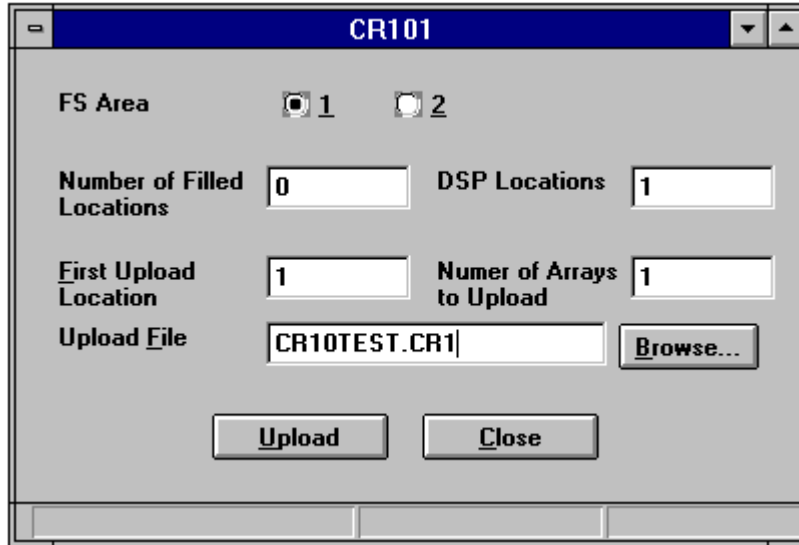 CR101
FS Area 1 2
Number of Filled Locations 0 DSP Locations 1
First Upload Location 1 Numer of Arrays to Upload 1
Upload File CR10TEST.CR1 Browse...
Upload Close